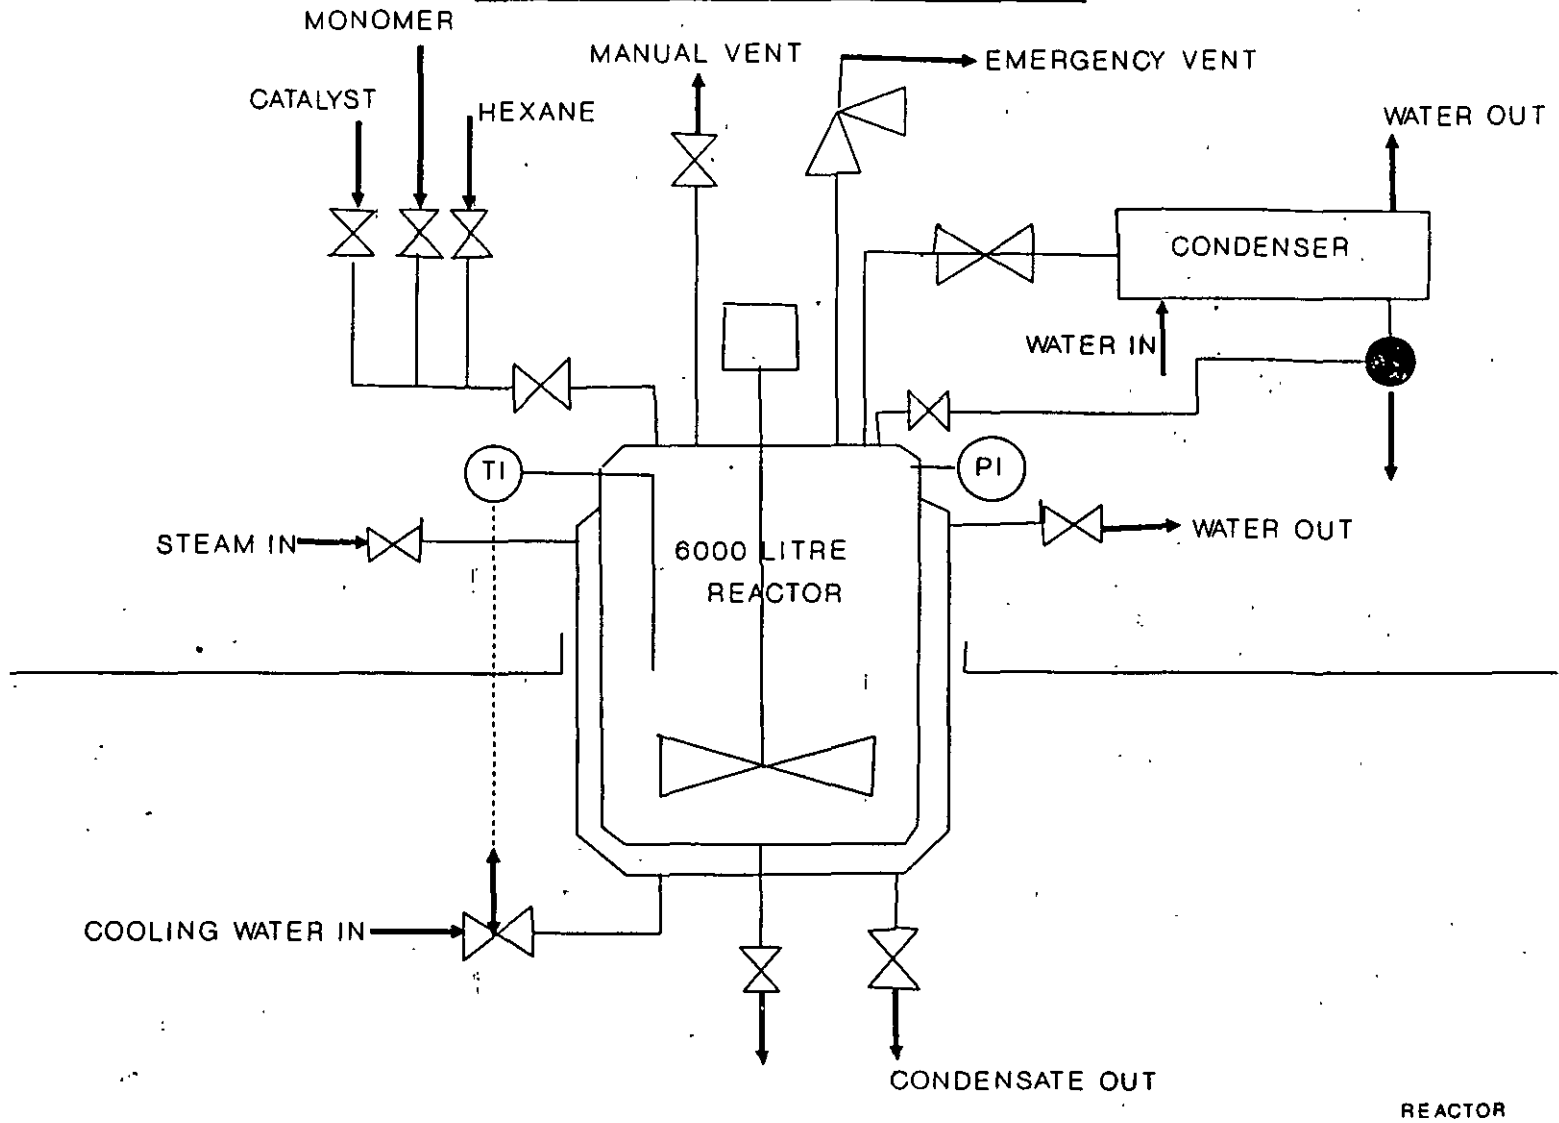 MONOMER
MANUAL VENT
EMERGENCY VENT
CATALYST
HEXANE
WATER OUT
CONDENSER
WATER IN
TI
PI
STEAM IN
6000 LITRE
REACTOR
WATER OUT
COOLING WATER IN
CONDENSATE OUT
REACTOR